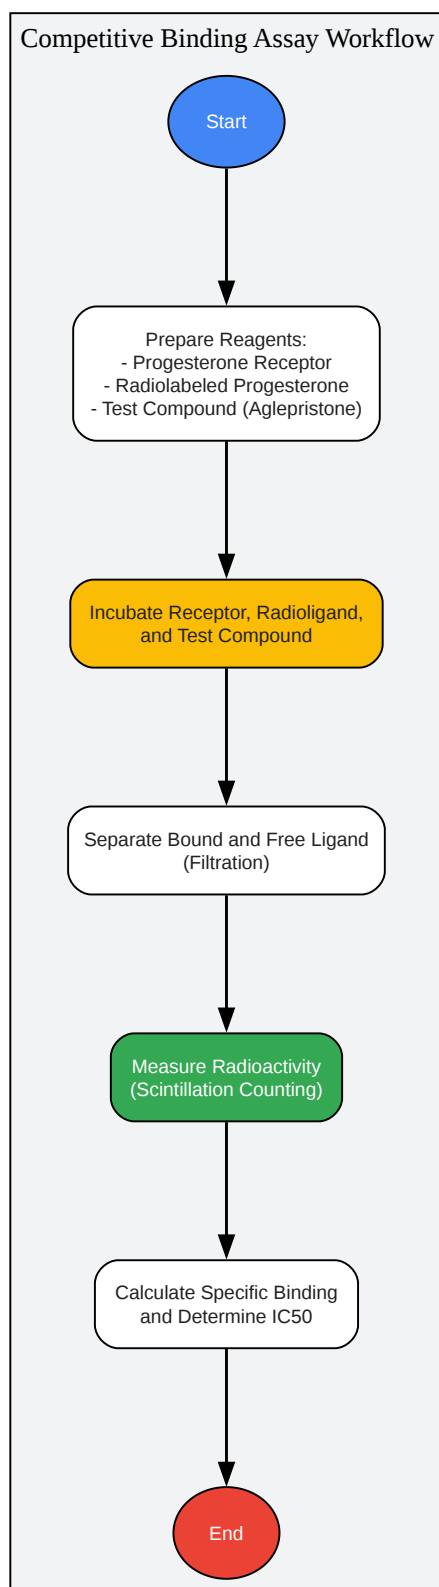 Competitive Binding Assay Workflow
Start
Prepare Reagents:
- Progesterone Receptor
- Radiolabeled Progesterone
- Test Compound (Aglepristone)
Incubate Receptor, Radioligand,
and Test Compound
Separate Bound and Free Ligand
(Filtration)
Measure Radioactivity
(Scintillation Counting)
Calculate Specific Binding
and Determine IC50
End